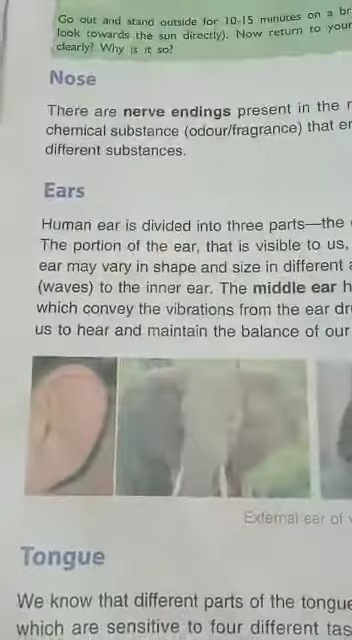 Go out and stand outside for 10-15 minutes on a
look towards the sun directly). Now return to your
clearly? Why is it so?
Nose
There are nerve endings present in the
chemical substance (odour/fragrance) that
different substances.
Ears
Human ear is divided into three parts—the
The portion of the ear, that is visible to us,
ear may vary in shape and size in different
(waves) to the inner ear. The middle ear
which convey the vibrations from the ear
us to hear and maintain the balance of our
External ear of
Tongue
We know that different parts of the tongue
which are sensitive to four different